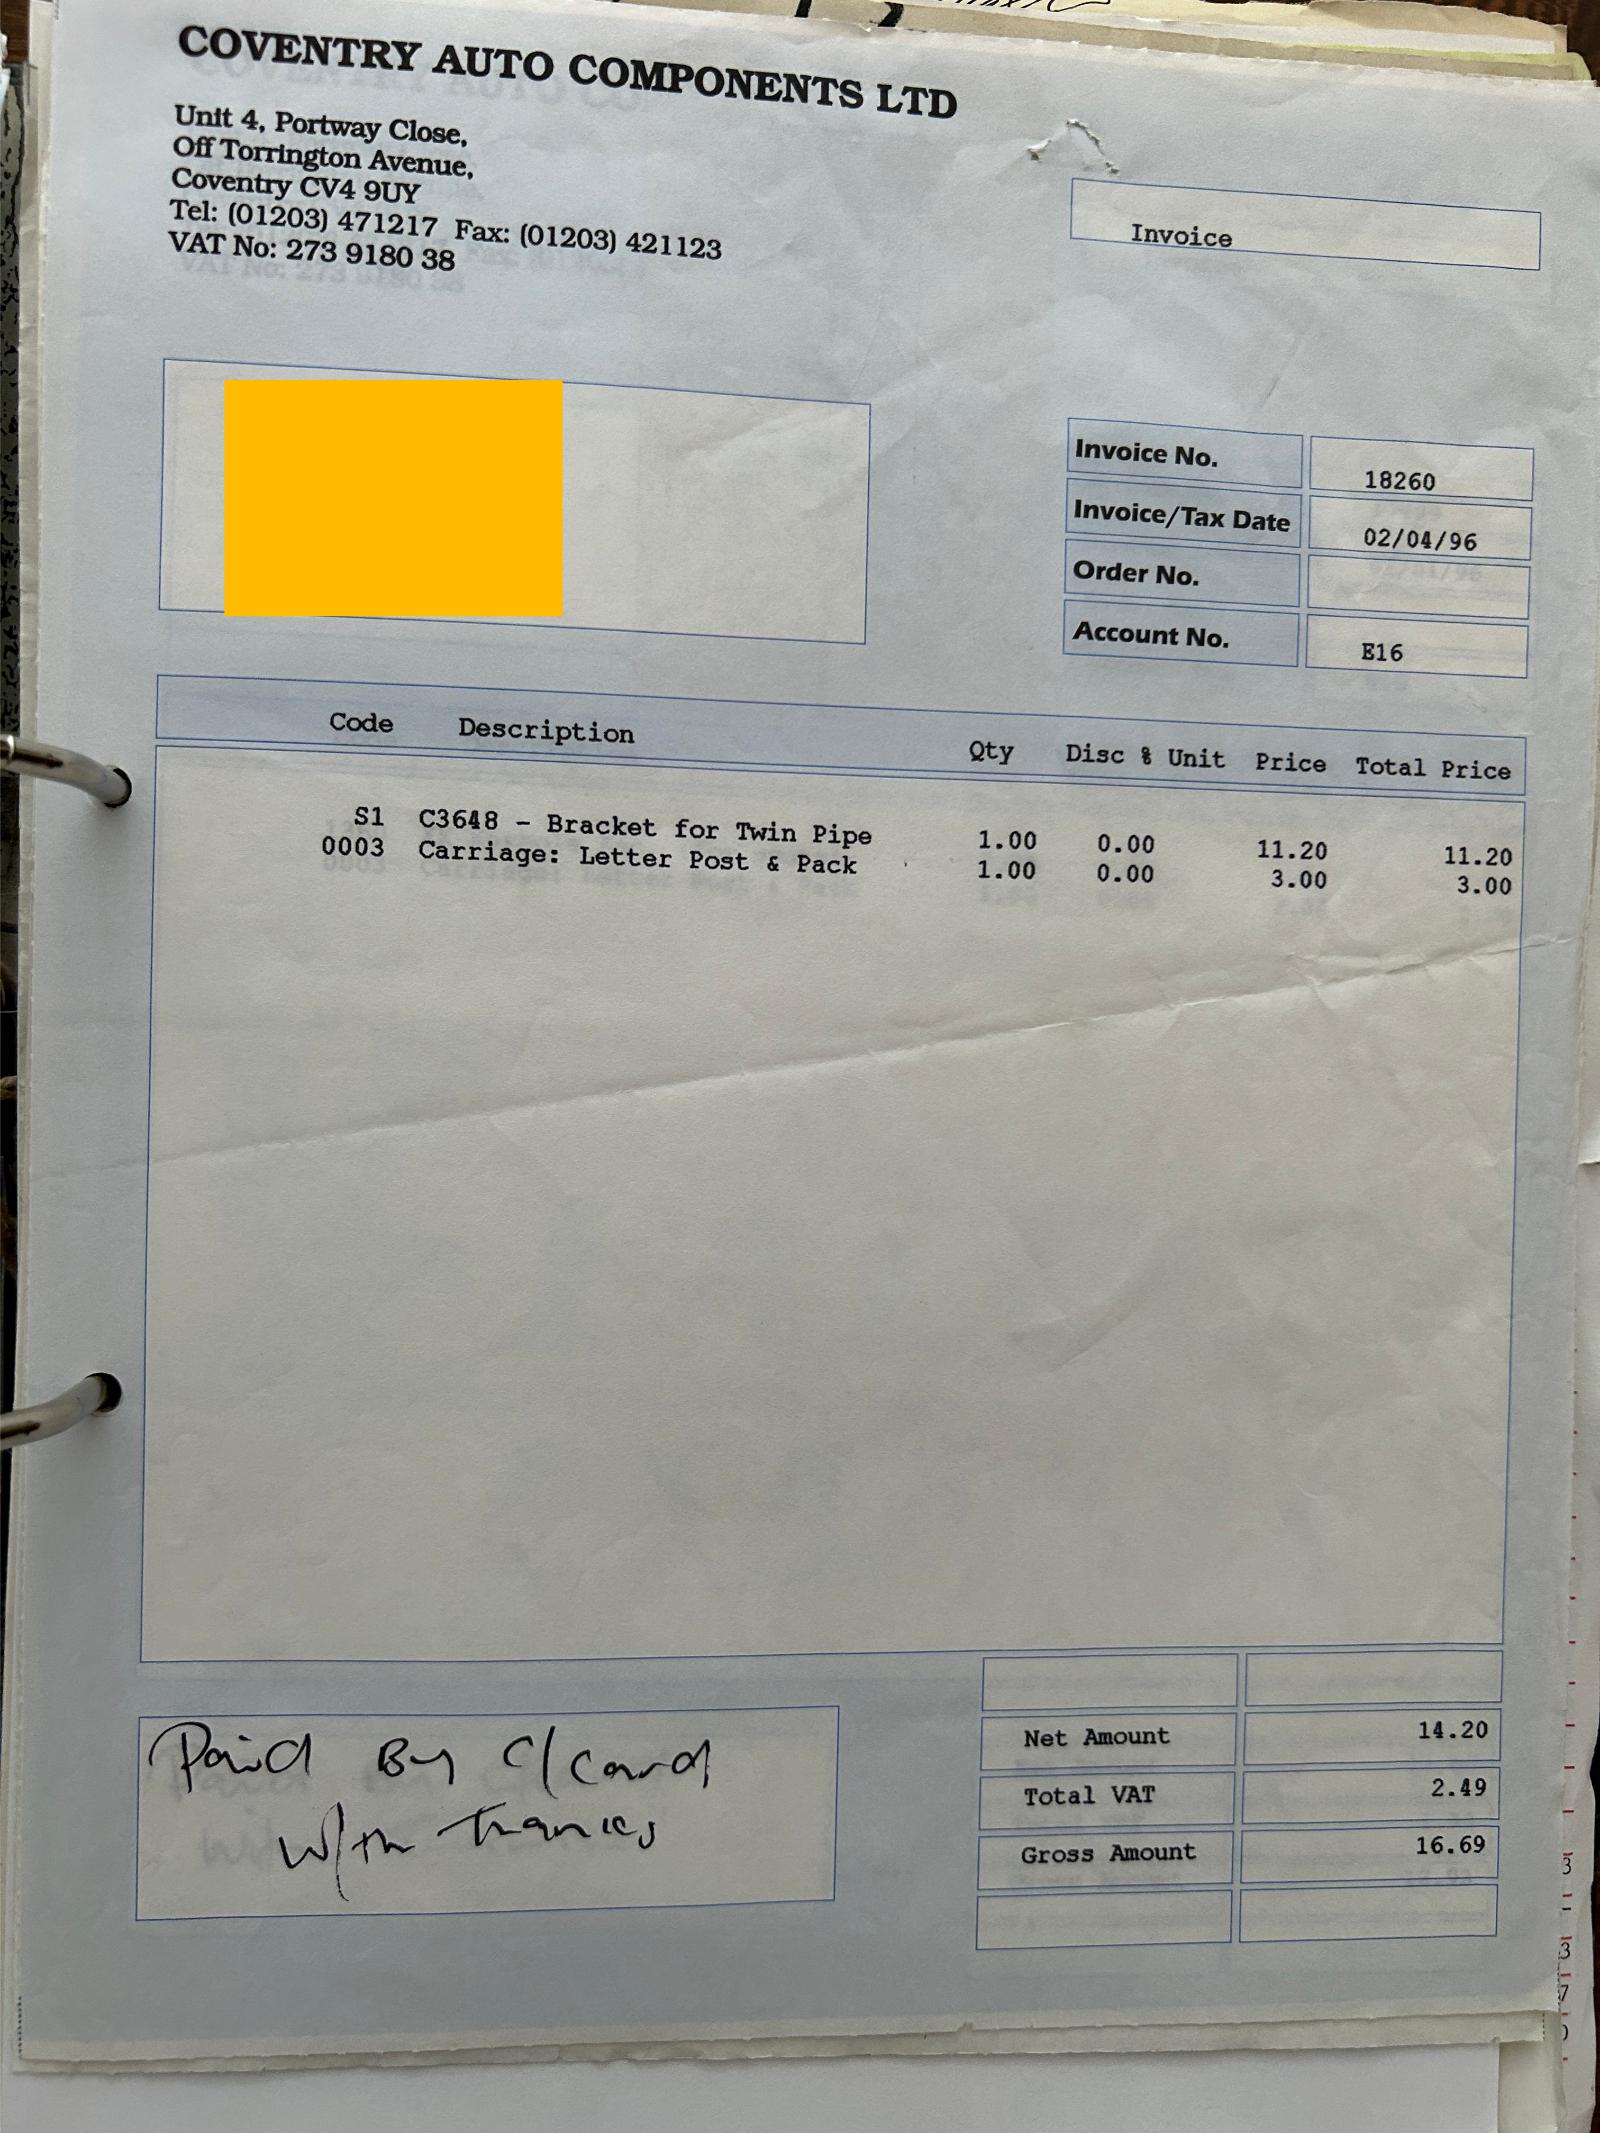 COVENTRY AUTO COMPONENTS LTD
Unit 4, Portway Close,
Off Torrington Avenue,
Coventry CV4 9UY
Tel: (01203) 471217 Fax: (01203) 421123
VAT No: 273 9180 38
Invoice
Invoice No. 18260
Invoice/Tax Date 02/04/96
Order No.
Account No. E16
Code Description Qty Disc % Unit Price Total Price
S1 C3648 - Bracket for Twin Pipe 1.00 0.00 11.20 11.20
0003 Carriage: Letter Post & Pack 1.00 0.00 3.00 3.00
Paid By C/Card
With Thanks
Net Amount 14.20
Total VAT 2.49
Gross Amount 16.69